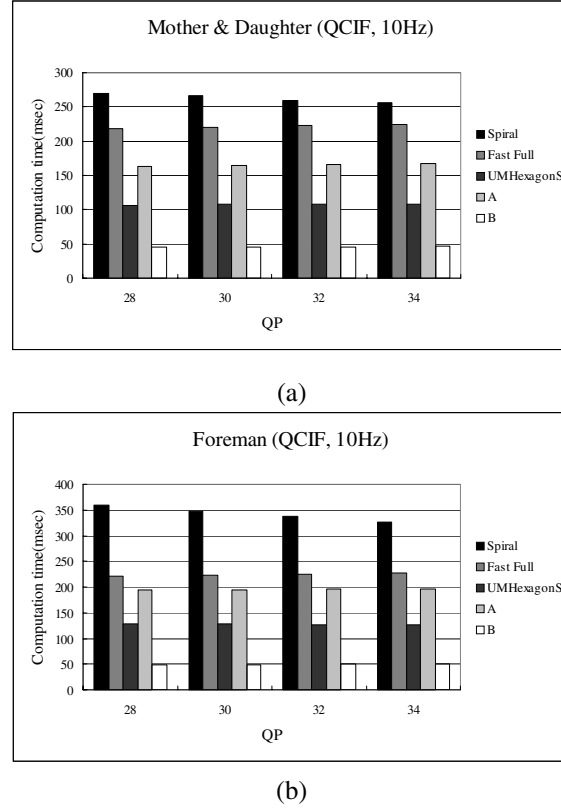 Mother & Daughter (QCIF, 10Hz)
Computation time(msec)
300
250
200
150
100
50
0
28 30 32 34
QP
Spiral
Fast Full
UMHexagonS
A
B
(a)
Foreman (QCIF, 10Hz)
Computation time(msec)
400
350
300
250
200
150
100
50
0
28 30 32 34
QP
Spiral
Fast Full
UMHexagonS
A
B
(b)